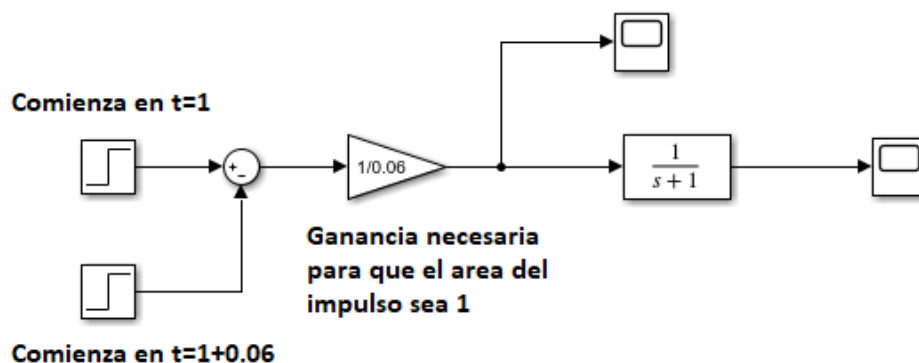 Comienza en t=1
+
−
1/0.06
1
s + 1
Ganancia necesaria
para que el area del
impulso sea 1
Comienza en t=1+0.06